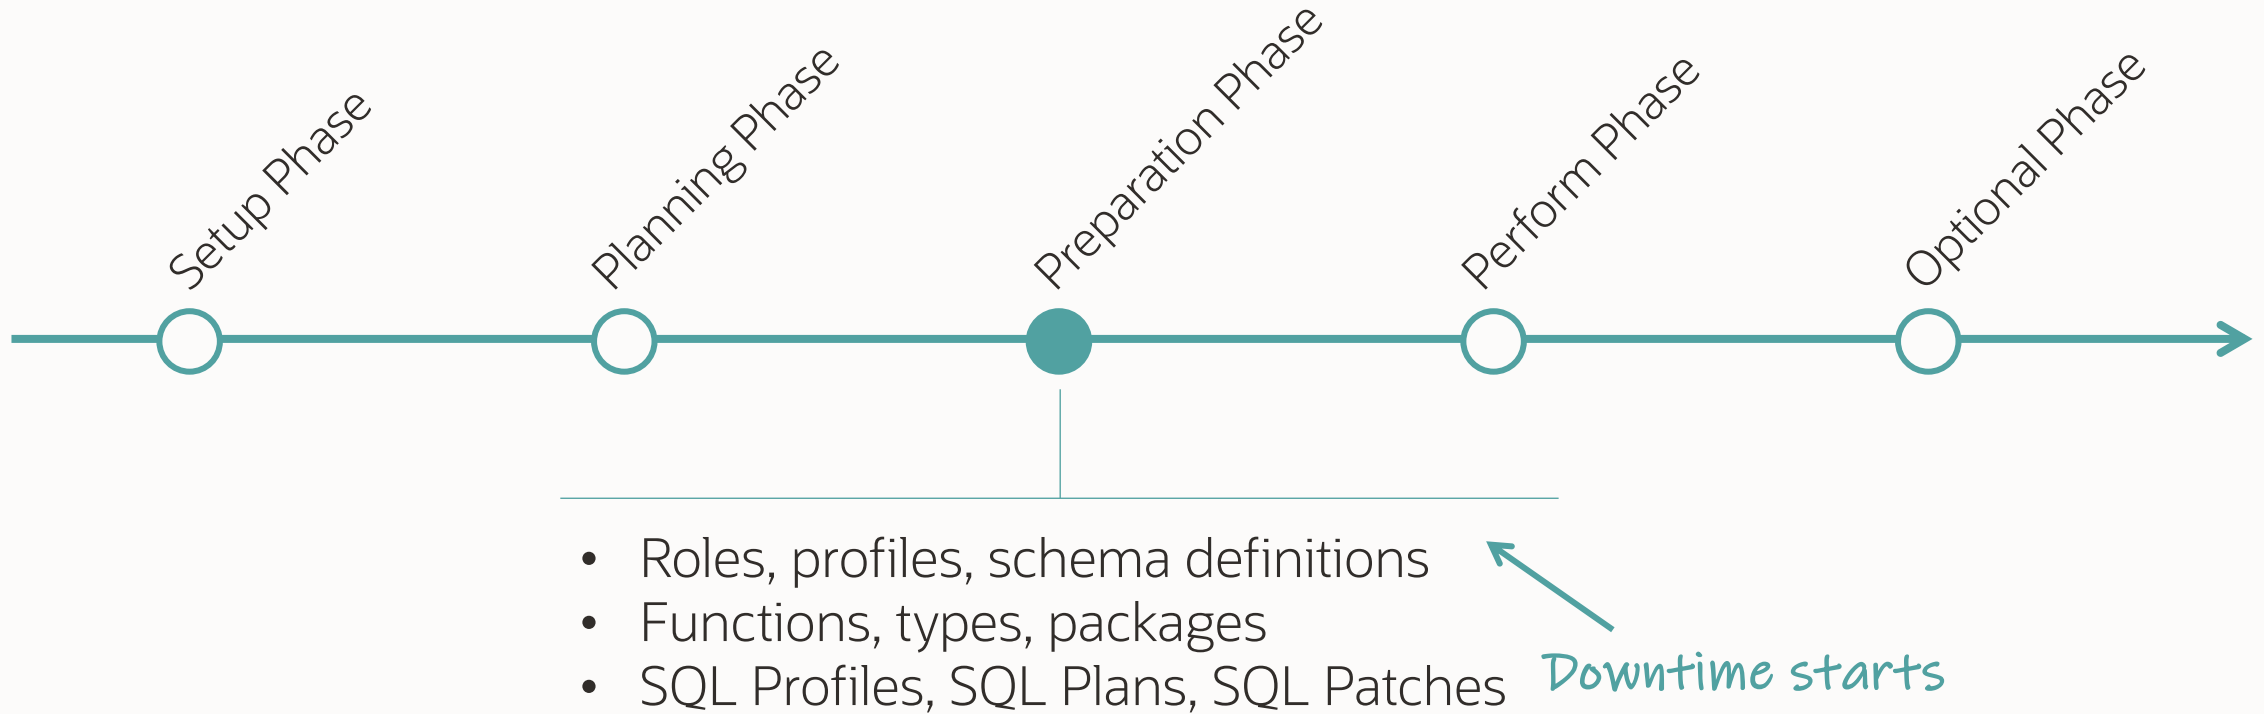 Setup Phase
Planning Phase
Preparation Phase
Perform Phase
Optional Phase
• Roles, profiles, schema definitions
• Functions, types, packages
• SQL Profiles, SQL Plans, SQL Patches
Downtime starts